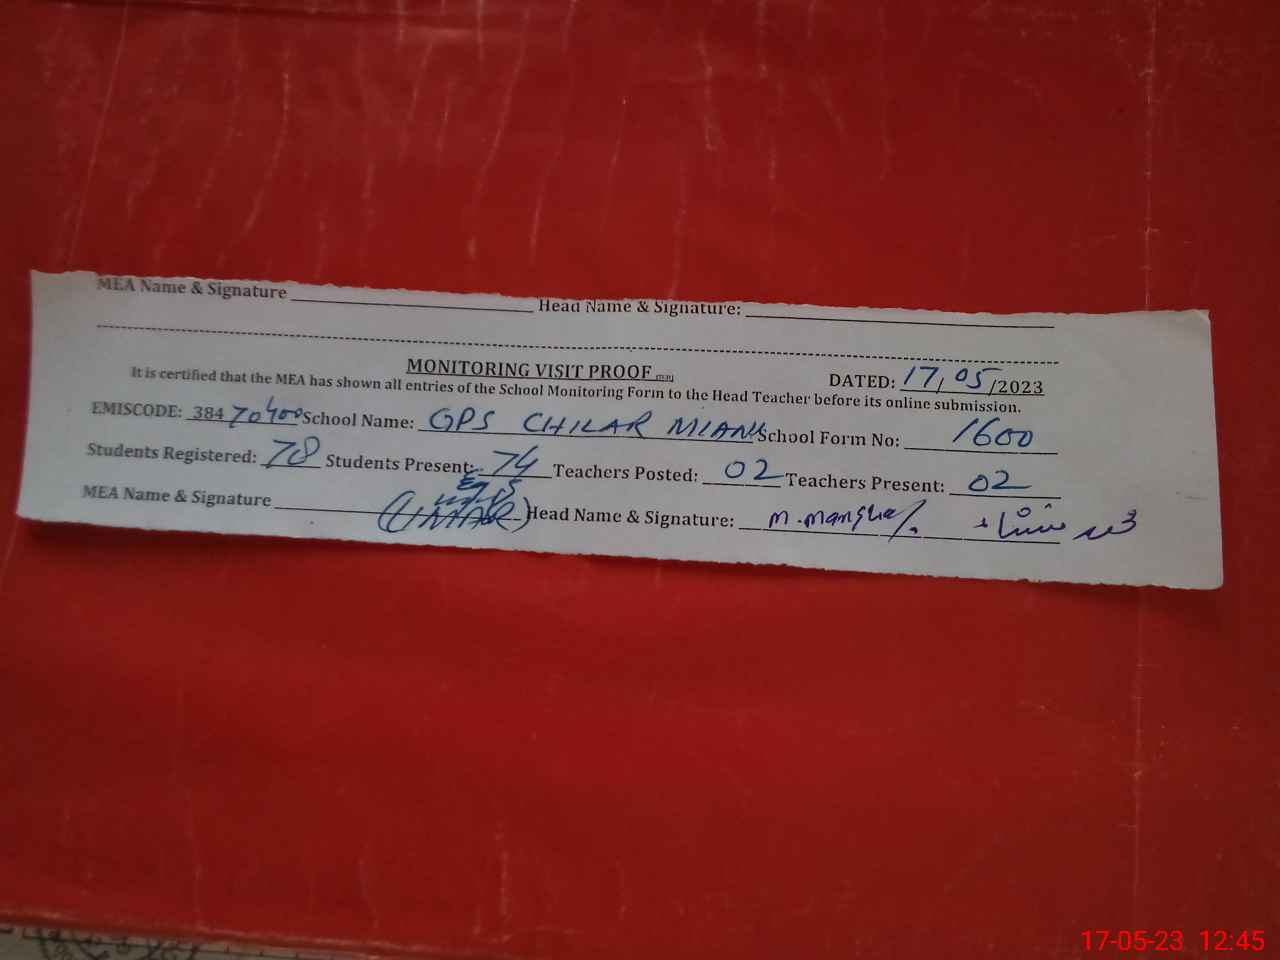 MEA Name & Signature Head Name & Signature:
MONITORING VISIT PROOF
DATED: 17/05/2023
It is certified that the MEA has shown all entries of the School Monitoring Form to the Head Teacher before its online submission.
EMISCODE: 38470400 School Name: GPS CHILAR MIANA School Form No: 1600
Students Registered: 78 Students Present: 74 Teachers Posted: 02 Teachers Present: 02
MEA Name & Signature (UMAR) Head Name & Signature: M.
17-05-23 12:45